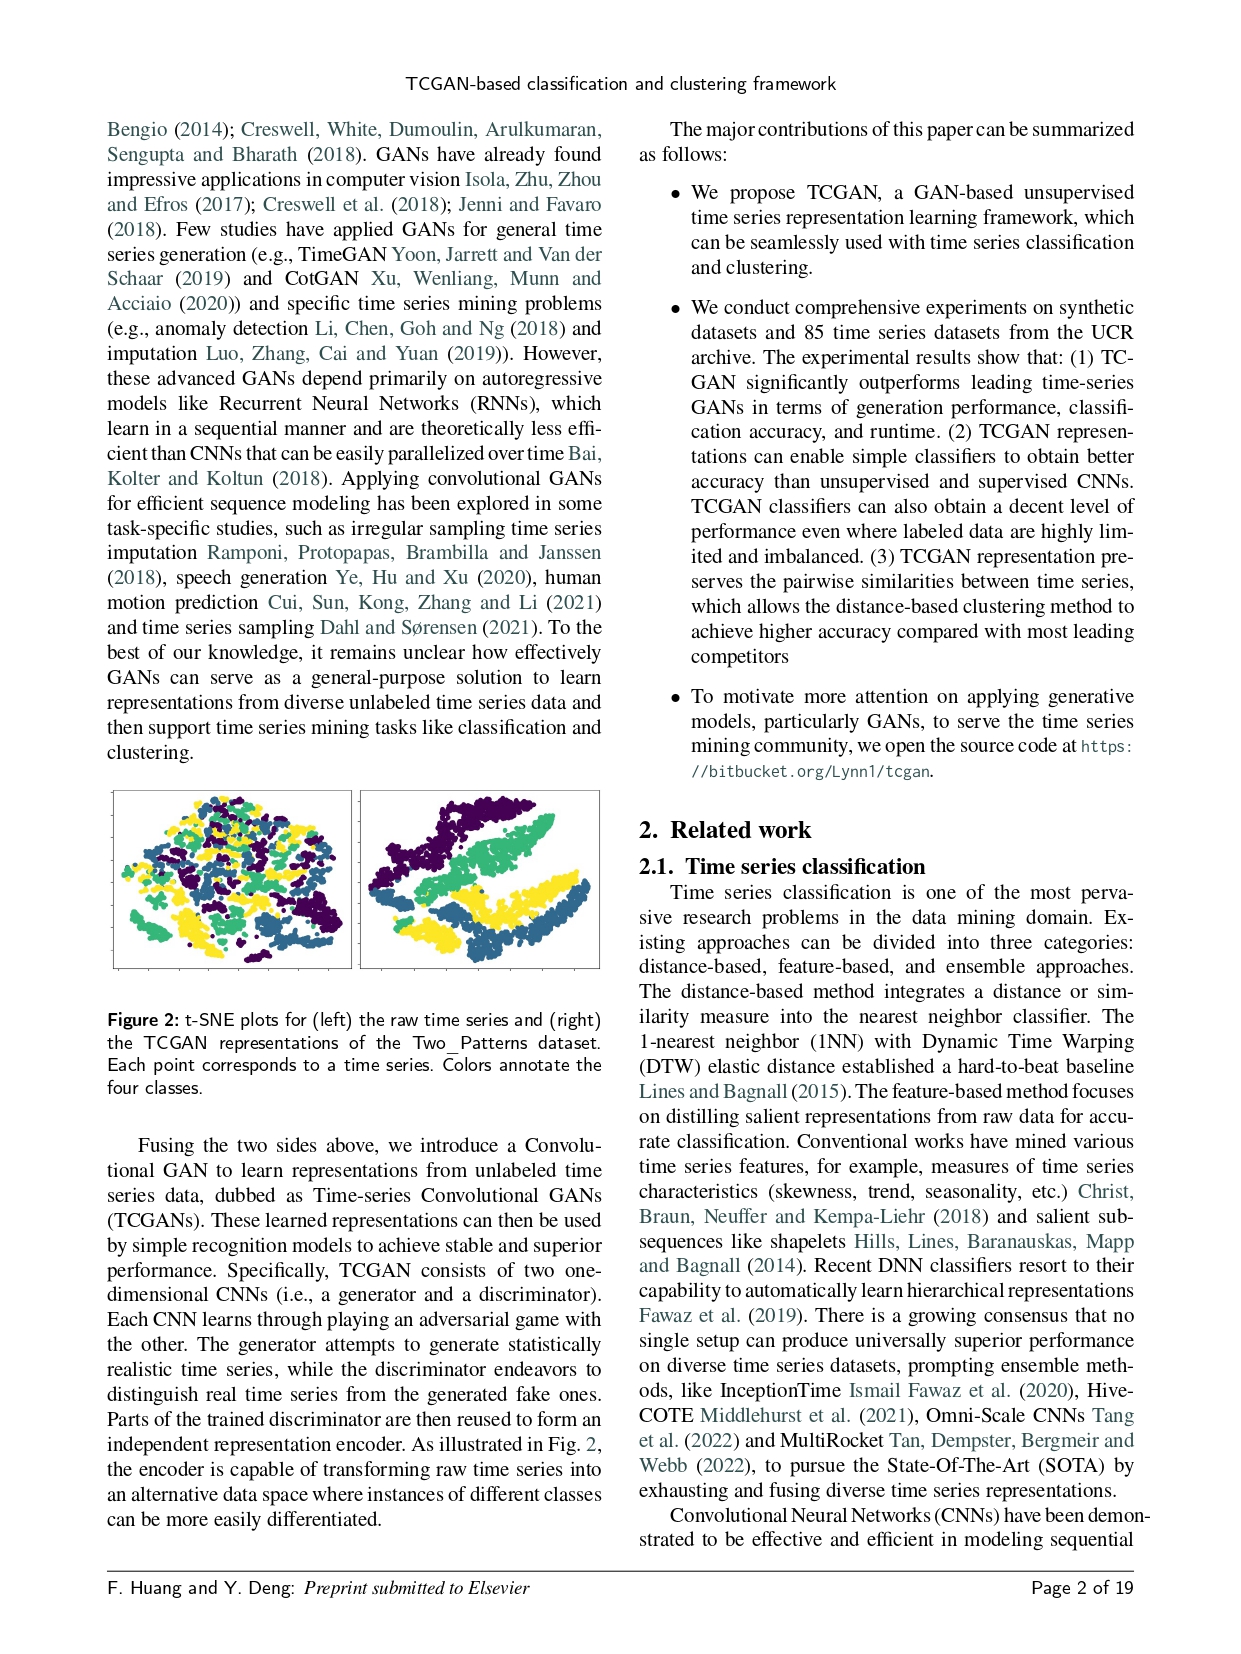 TCGAN-based classification and clustering framework
Bengio (2014); Creswell, White, Dumoulin, Arulkumaran,
Sengupta and Bharath (2018). GANs have already found
impressive applications in computer vision Isola, Zhu, Zhou
and Efros (2017); Creswell et al. (2018); Jenni and Favaro
(2018). Few studies have applied GANs for general time
series generation (e.g., TimeGAN Yoon, Jarrett and Van der
Schaar (2019) and CotGAN Xu, Wenliang, Munn and
Acciaio (2020)) and specific time series mining problems
(e.g., anomaly detection Li, Chen, Goh and Ng (2018) and
imputation Luo, Zhang, Cai and Yuan (2019)). However,
these advanced GANs depend primarily on autoregressive
models like Recurrent Neural Networks (RNNs), which
learn in a sequential manner and are theoretically less effi-
cient than CNNs that can be easily parallelized over time Bai,
Kolter and Koltun (2018). Applying convolutional GANs
for efficient sequence modeling has been explored in some
task-specific studies, such as irregular sampling time series
imputation Ramponi, Protopapas, Brambilla and Janssen
(2018), speech generation Ye, Hu and Xu (2020), human
motion prediction Cui, Sun, Kong, Zhang and Li (2021)
and time series sampling Dahl and Sørensen (2021). To the
best of our knowledge, it remains unclear how effectively
GANs can serve as a general-purpose solution to learn
representations from diverse unlabeled time series data and
then support time series mining tasks like classification and
clustering.
Figure 2: t-SNE plots for (left) the raw time series and (right)
the TCGAN representations of the Two_Patterns dataset.
Each point corresponds to a time series. Colors annotate the
four classes.
Fusing the two sides above, we introduce a Convolu-
tional GAN to learn representations from unlabeled time
series data, dubbed as Time-series Convolutional GANs
(TCGANs). These learned representations can then be used
by simple recognition models to achieve stable and superior
performance. Specifically, TCGAN consists of two one-
dimensional CNNs (i.e., a generator and a discriminator).
Each CNN learns through playing an adversarial game with
the other. The generator attempts to generate statistically
realistic time series, while the discriminator endeavors to
distinguish real time series from the generated fake ones.
Parts of the trained discriminator are then reused to form an
independent representation encoder. As illustrated in Fig. 2,
the encoder is capable of transforming raw time series into
an alternative data space where instances of different classes
can be more easily differentiated.
The major contributions of this paper can be summarized
as follows:
• We propose TCGAN, a GAN-based unsupervised
time series representation learning framework, which
can be seamlessly used with time series classification
and clustering.
• We conduct comprehensive experiments on synthetic
datasets and 85 time series datasets from the UCR
archive. The experimental results show that: (1) TC-
GAN significantly outperforms leading time-series
GANs in terms of generation performance, classifi-
cation accuracy, and runtime. (2) TCGAN represen-
tations can enable simple classifiers to obtain better
accuracy than unsupervised and supervised CNNs.
TCGAN classifiers can also obtain a decent level of
performance even where labeled data are highly lim-
ited and imbalanced. (3) TCGAN representation pre-
serves the pairwise similarities between time series,
which allows the distance-based clustering method to
achieve higher accuracy compared with most leading
competitors
• To motivate more attention on applying generative
models, particularly GANs, to serve the time series
mining community, we open the source code at https:
//bitbucket.org/Lynn1/tcgan.
2. Related work
2.1. Time series classification
Time series classification is one of the most perva-
sive research problems in the data mining domain. Ex-
isting approaches can be divided into three categories:
distance-based, feature-based, and ensemble approaches.
The distance-based method integrates a distance or sim-
ilarity measure into the nearest neighbor classifier. The
1-nearest neighbor (1NN) with Dynamic Time Warping
(DTW) elastic distance established a hard-to-beat baseline
Lines and Bagnall (2015). The feature-based method focuses
on distilling salient representations from raw data for accu-
rate classification. Conventional works have mined various
time series features, for example, measures of time series
characteristics (skewness, trend, seasonality, etc.) Christ,
Braun, Neuffer and Kempa-Liehr (2018) and salient sub-
sequences like shapelets Hills, Lines, Baranauskas, Mapp
and Bagnall (2014). Recent DNN classifiers resort to their
capability to automatically learn hierarchical representations
Fawaz et al. (2019). There is a growing consensus that no
single setup can produce universally superior performance
on diverse time series datasets, prompting ensemble meth-
ods, like InceptionTime Ismail Fawaz et al. (2020), Hive-
COTE Middlehurst et al. (2021), Omni-Scale CNNs Tang
et al. (2022) and MultiRocket Tan, Dempster, Bergmeir and
Webb (2022), to pursue the State-Of-The-Art (SOTA) by
exhausting and fusing diverse time series representations.
Convolutional Neural Networks (CNNs) have been demon-
strated to be effective and efficient in modeling sequential
F. Huang and Y. Deng: Preprint submitted to Elsevier
Page 2 of 19